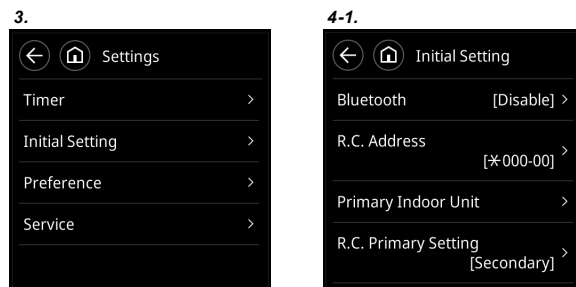 3.
Settings
Timer
Initial Setting
Preference
Service
4-1.
Initial Setting
Bluetooth [Disable]
R.C. Address
[Ж000-00]
Primary Indoor Unit
R.C. Primary Setting
[Secondary]